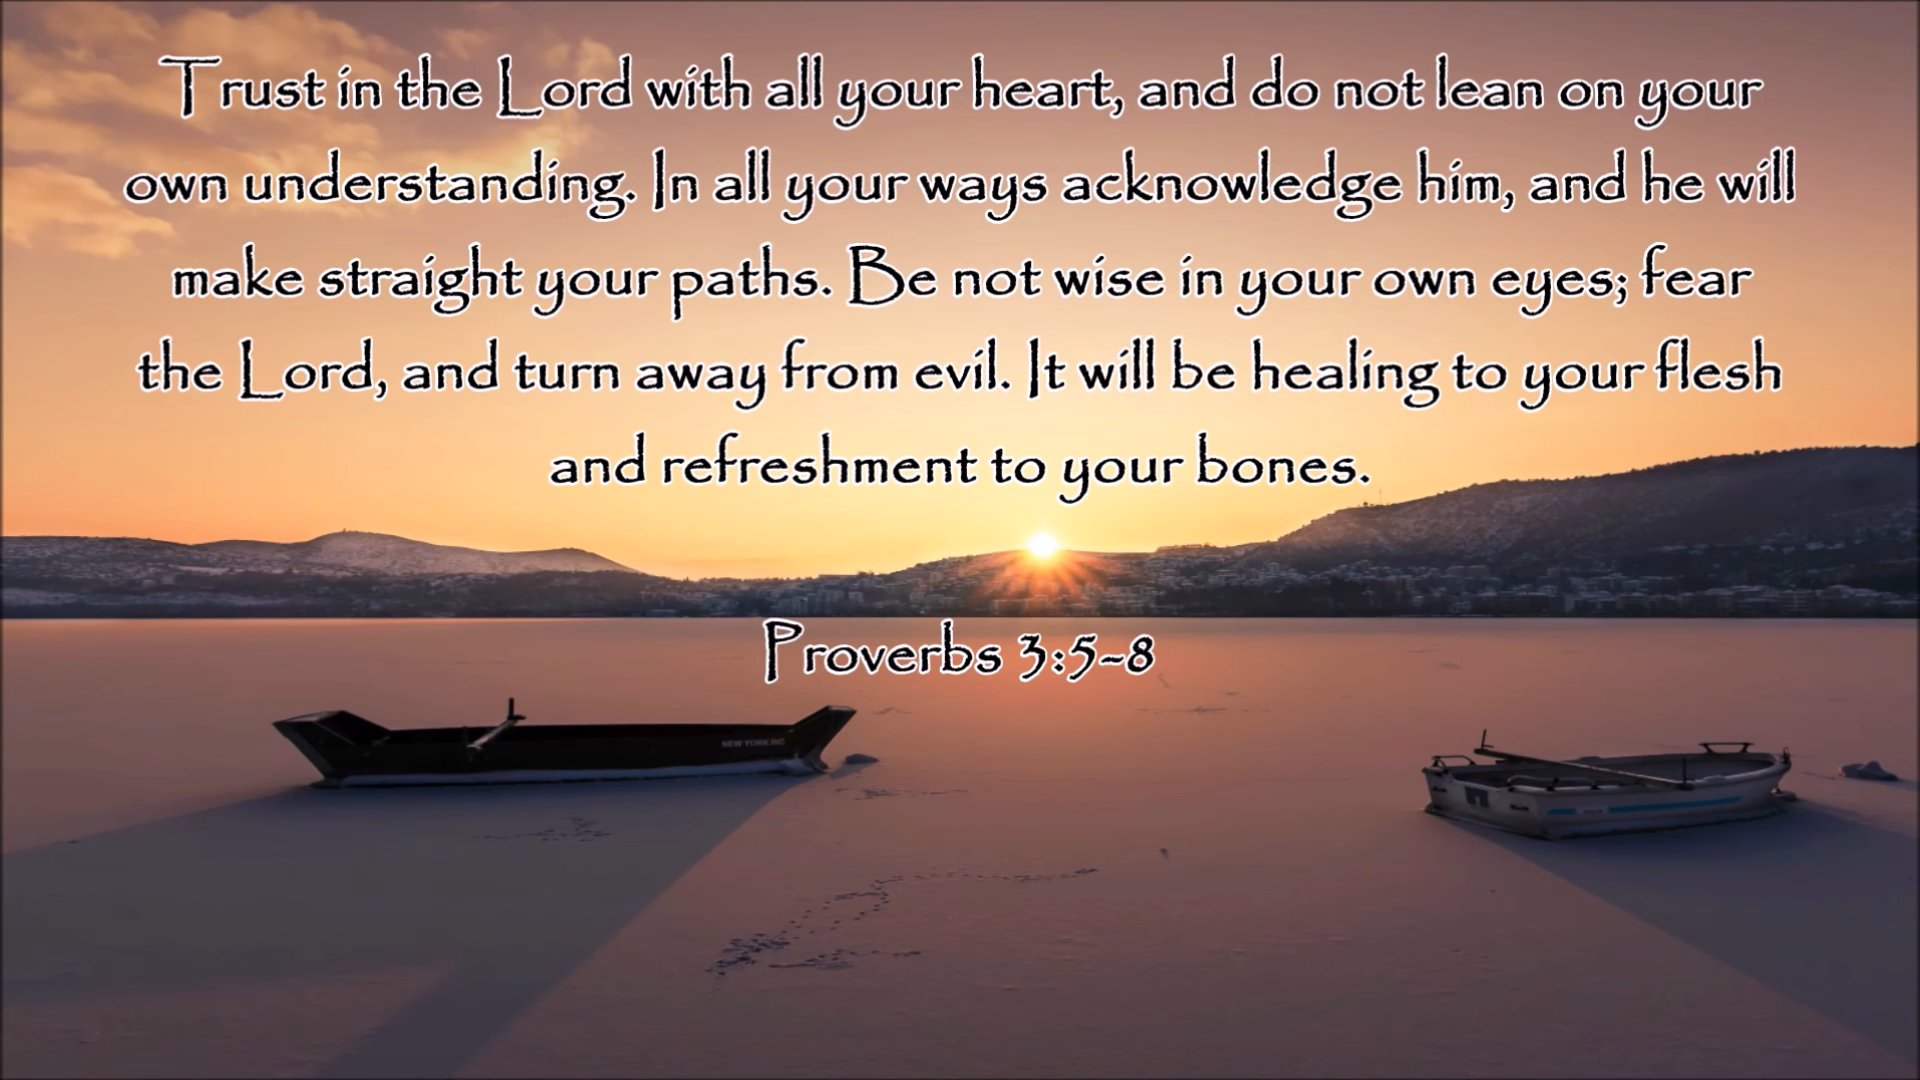 Trust in the Lord with all your heart, and do not lean on your
own understanding. In all your ways acknowledge him, and he will
make straight your paths. Be not wise in your own eyes; fear
the Lord, and turn away from evil. It will be healing to your flesh
and refreshment to your bones.
Proverbs 3:5-8
NEW YORK INC